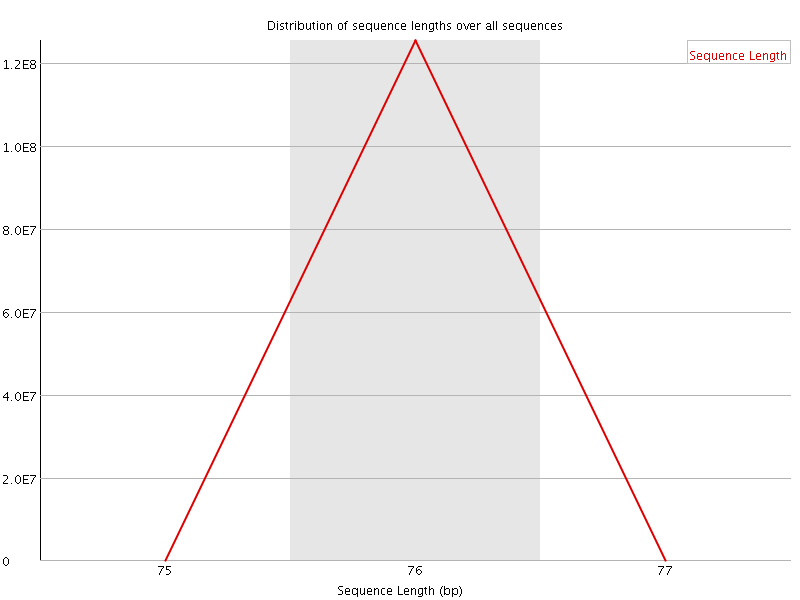 Distribution of sequence lengths over all sequences
Sequence Length
1.2E8
1.0E8
8.0E7
6.0E7
4.0E7
2.0E7
0
75 76 77
Sequence Length (bp)